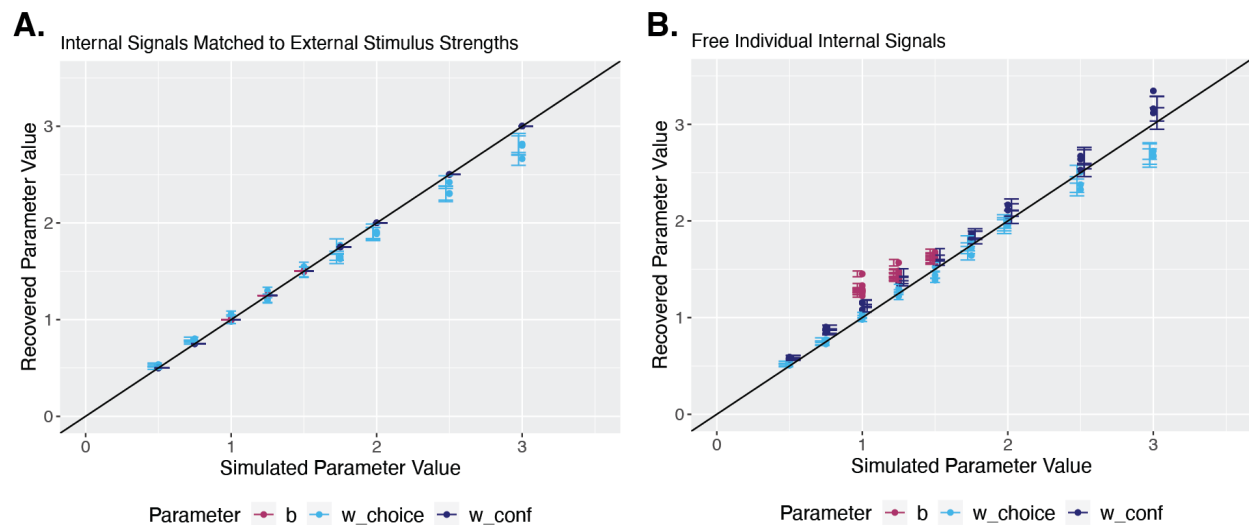 A.
Internal Signals Matched to External Stimulus Strengths
Recovered Parameter Value
3
2
1
0
0 1 2 3
Simulated Parameter Value
Parameter b w_choice w_conf
B.
Free Individual Internal Signals
Recovered Parameter Value
3
2
1
0
0 1 2 3
Simulated Parameter Value
Parameter b w_choice w_conf